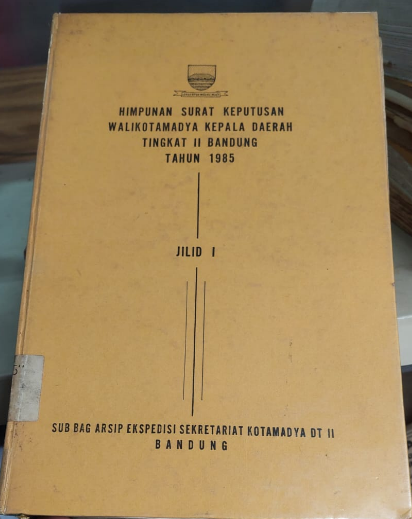 HIMPUNAN SURAT KEPUTUSAN
WALIKOTAMADYA KEPALA DAERAH
TINGKAT II BANDUNG
TAHUN 1985
JILID I
SUB BAG ARSIP EKSPEDISI SEKRETARIAT KOTAMADYA DT II
BANDUNG